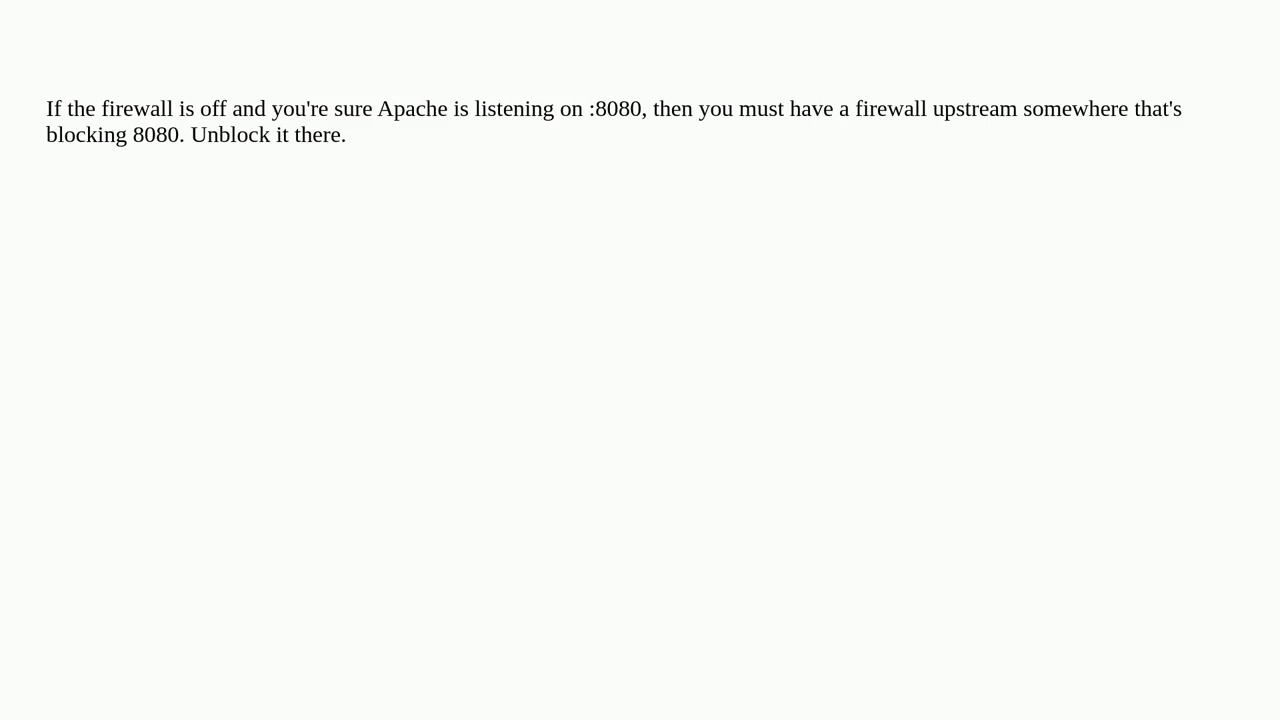 If the firewall is off and you're sure Apache is listening on :8080, then you must have a firewall upstream somewhere that's
blocking 8080. Unblock it there.